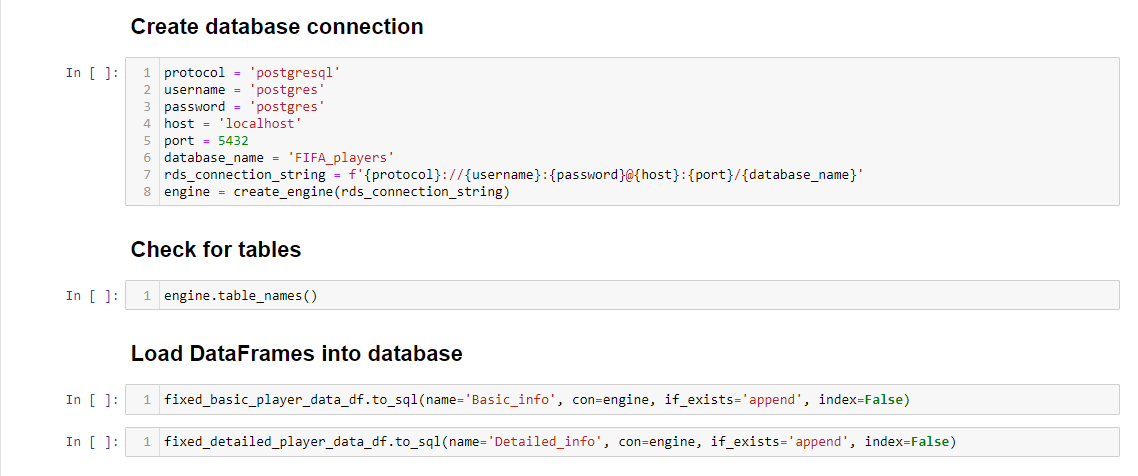 Create database connection
In [ ]:
1 protocol = 'postgresql'
2 username = 'postgres'
3 password = 'postgres'
4 host = 'localhost'
5 port = 5432
6 database_name = 'FIFA_players'
7 rds_connection_string = f'{protocol}://{username}:{password}@{host}:{port}/{database_name}'
8 engine = create_engine(rds_connection_string)
Check for tables
In [ ]: 1 engine.table_names()
Load DataFrames into database
In [ ]: 1 fixed_basic_player_data_df.to_sql(name='Basic_info', con=engine, if_exists='append', index=False)
In [ ]: 1 fixed_detailed_player_data_df.to_sql(name='Detailed_info', con=engine, if_exists='append', index=False)